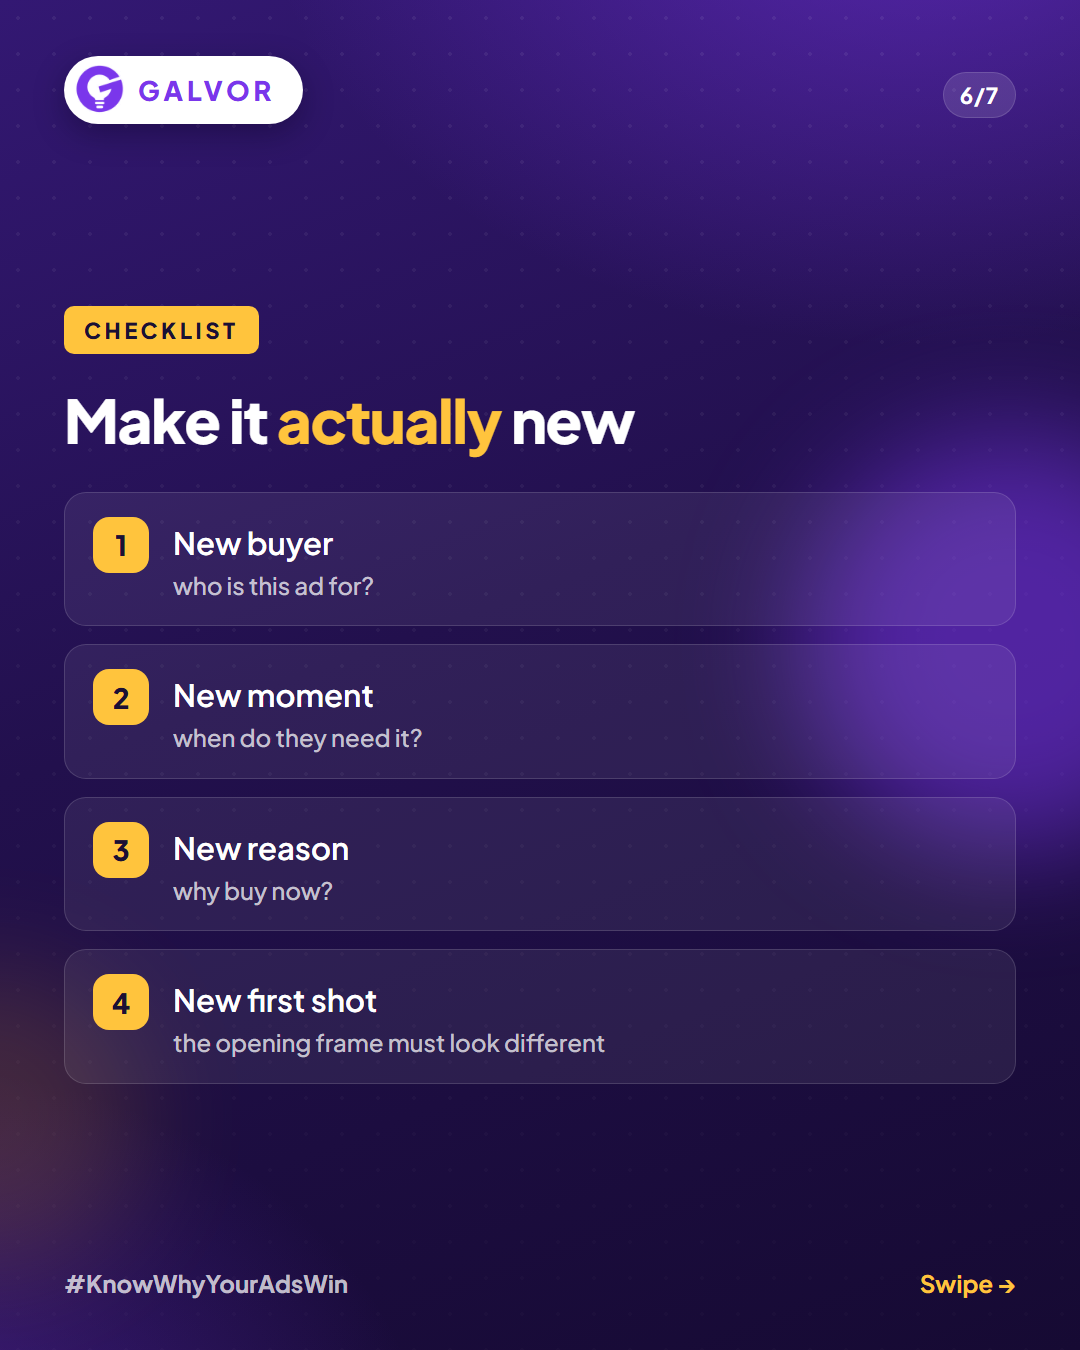 GALVOR
6/7
CHECKLIST
Make it actually new
1
New buyer
who is this ad for?
2
New moment
when do they need it?
3
New reason
why buy now?
4
New first shot
the opening frame must look different
#KnowWhyYourAdsWin
Swipe →